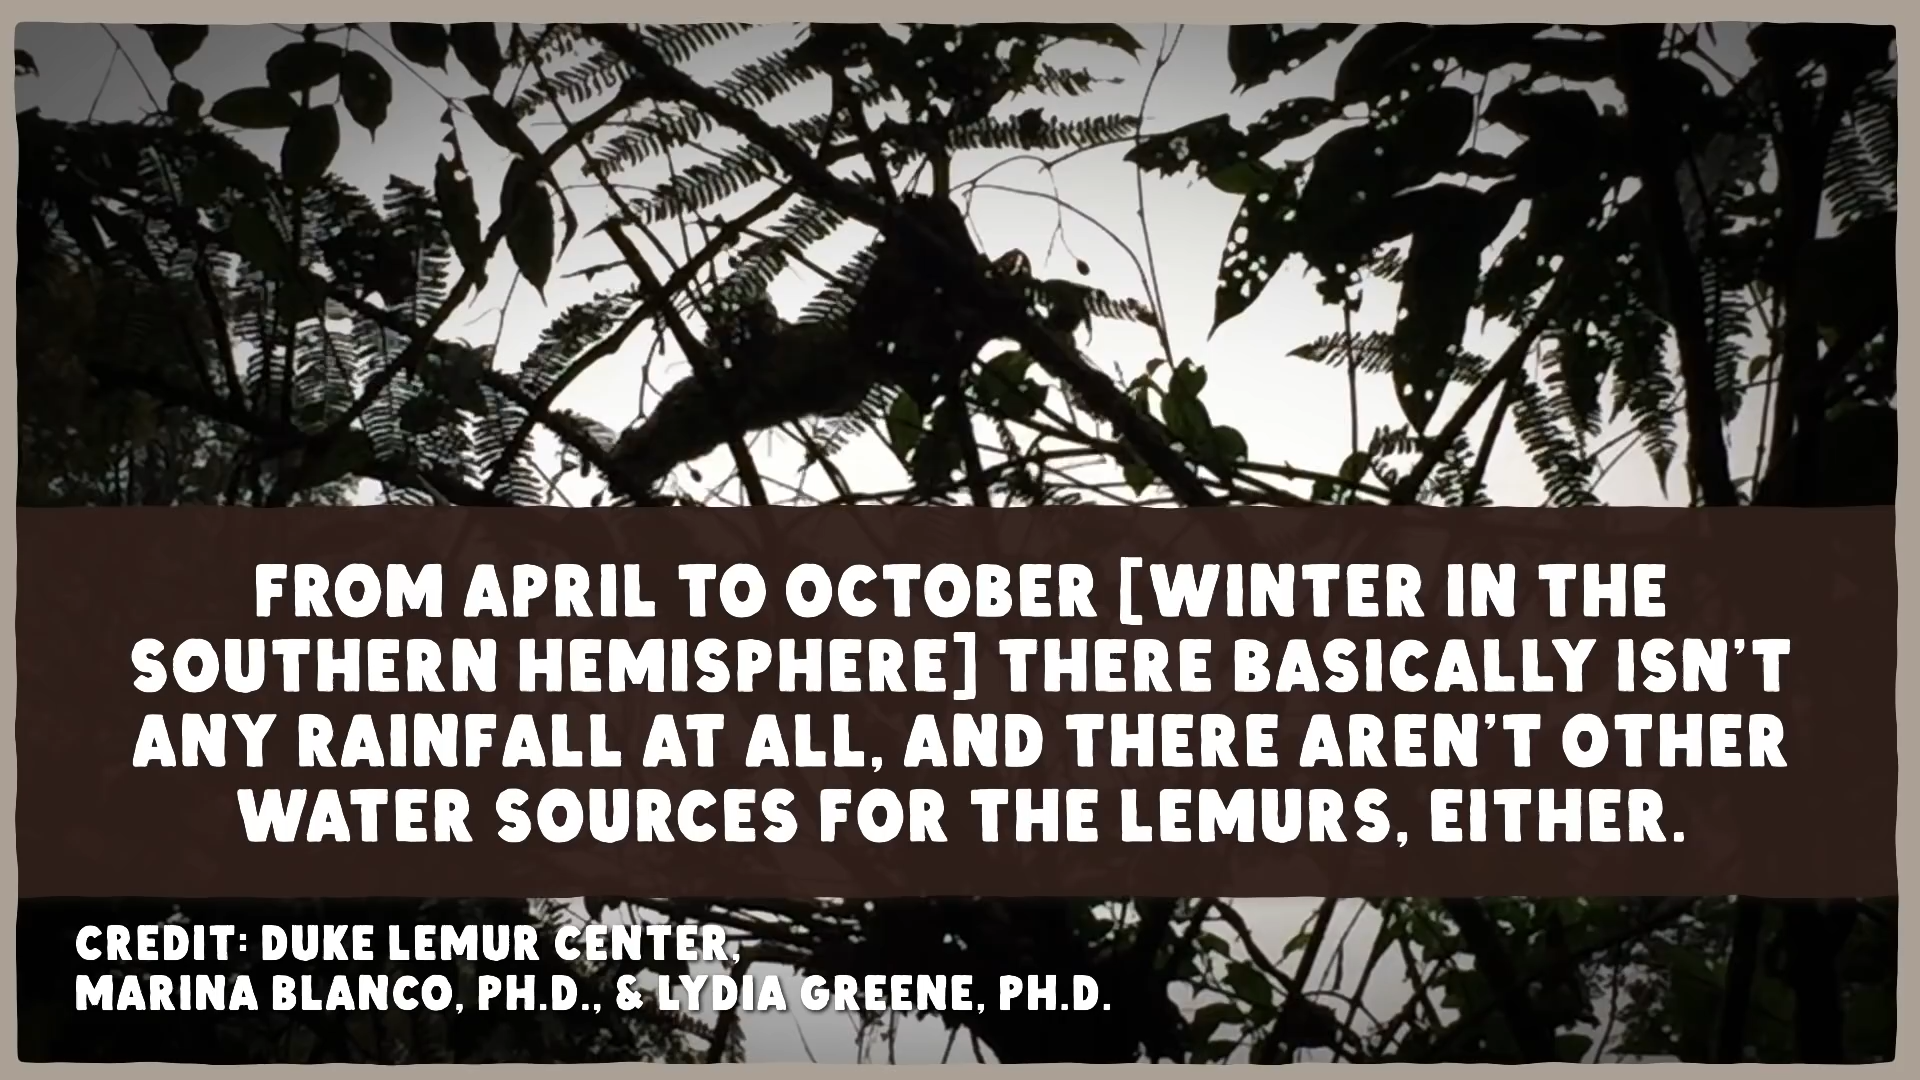 FROM APRIL TO OCTOBER [WINTER IN THE
SOUTHERN HEMISPHERE] THERE BASICALLY ISN'T
ANY RAINFALL AT ALL, AND THERE AREN'T OTHER
WATER SOURCES FOR THE LEMURS, EITHER.
CREDIT: DUKE LEMUR CENTER,
MARINA BLANCO, PH.D., & LYDIA GREENE, PH.D.